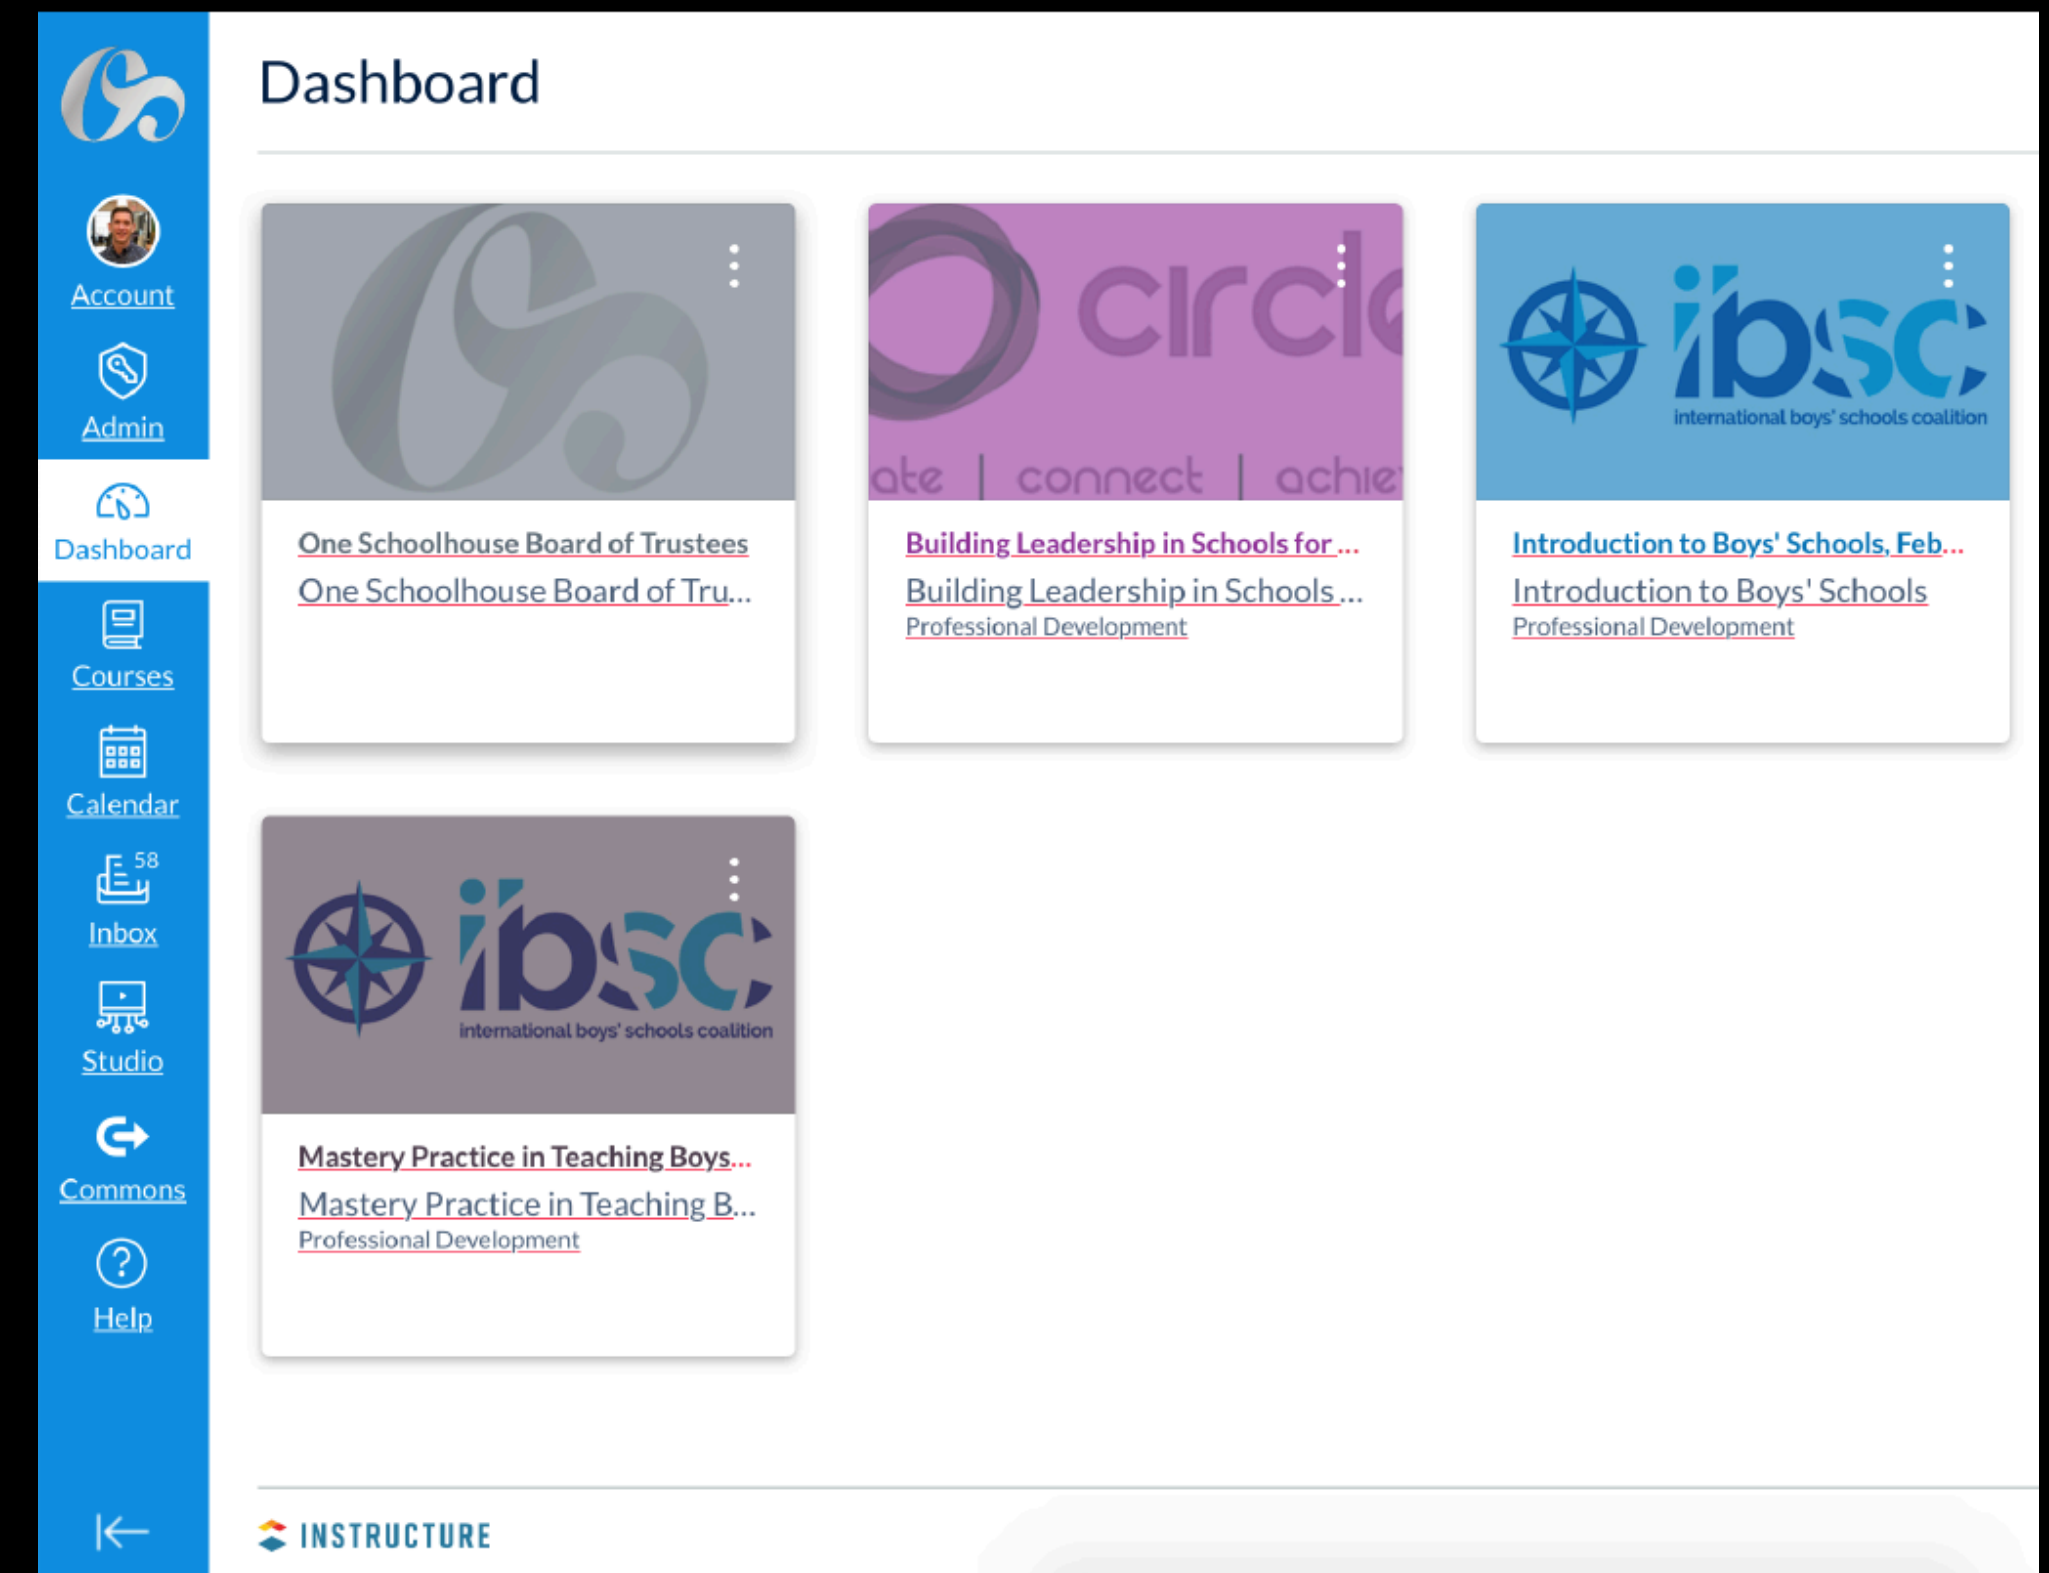 Dashboard
Account
Admin
Dashboard
Courses
Calendar
58
Inbox
Studio
Commons
Help
One Schoolhouse Board of Trustees
One Schoolhouse Board of Tru...
circle
ate | connect | achie
Building Leadership in Schools for ...
Building Leadership in Schools ...
Professional Development
ibsc
international boys' schools coalition
Introduction to Boys' Schools, Feb...
Introduction to Boys' Schools
Professional Development
ibsc
international boys' schools coalition
Mastery Practice in Teaching Boys...
Mastery Practice in Teaching B...
Professional Development
INSTRUCTURE